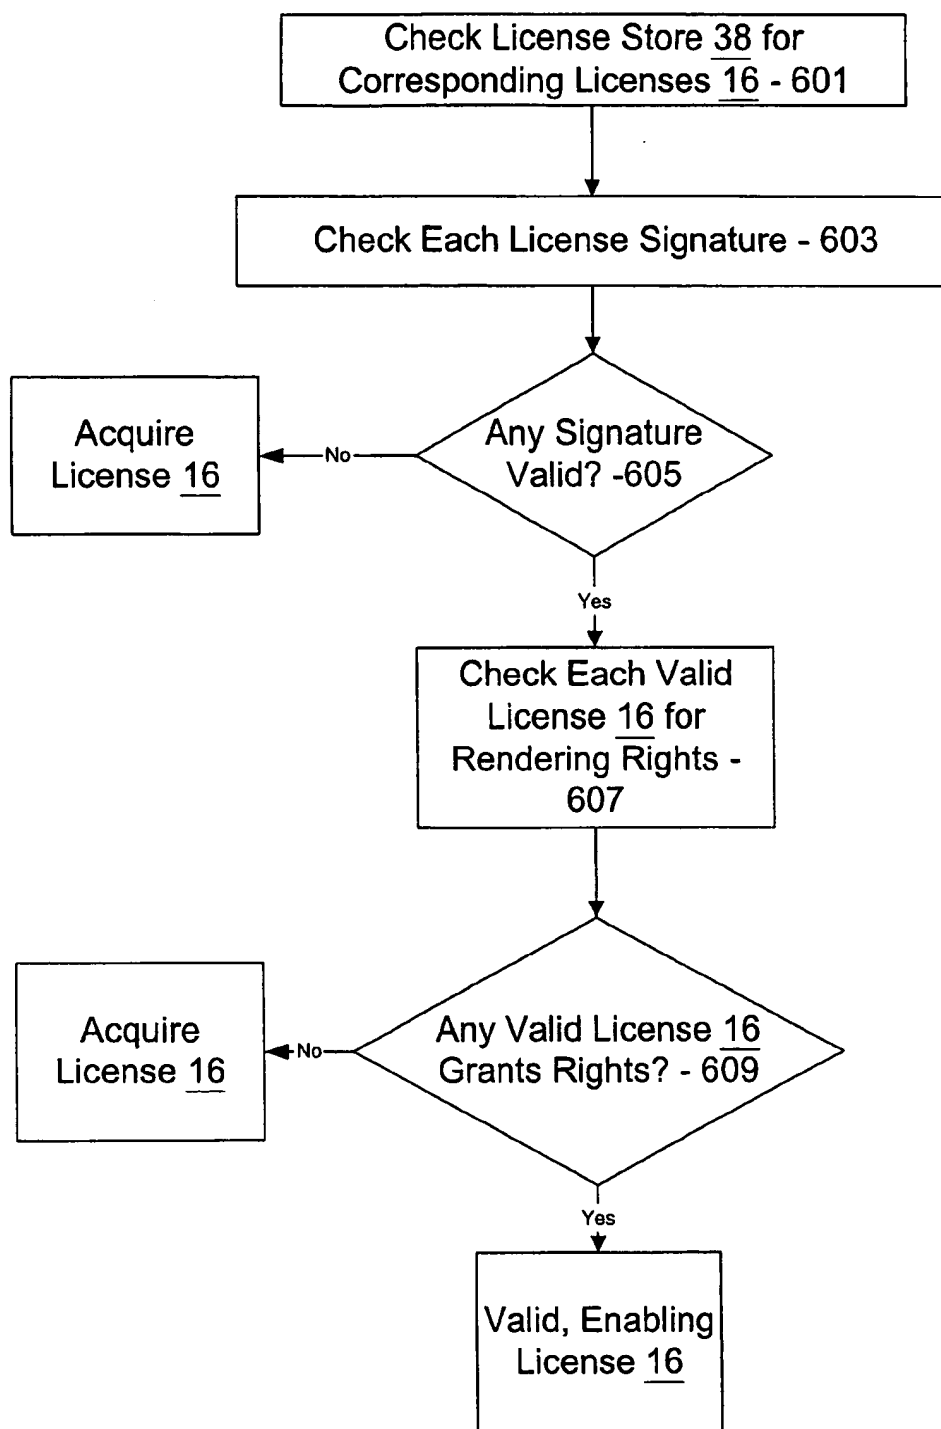 Check License Store 38 for
Corresponding Licenses 16 - 601
Check Each License Signature - 603
Any Signature
Valid? -605
No
Acquire
License 16
Yes
Check Each Valid
License 16 for
Rendering Rights -
607
Any Valid License 16
Grants Rights? - 609
No
Acquire
License 16
Yes
Valid, Enabling
License 16